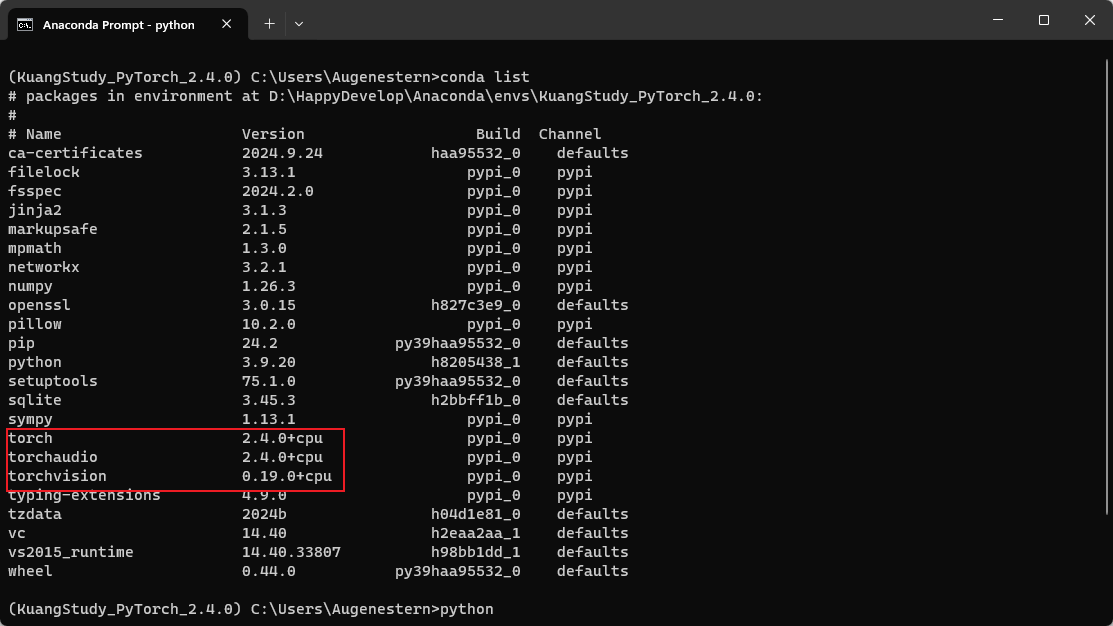 Anaconda Prompt - python
(KuangStudy_PyTorch_2.4.0) C:\Users\Augenestern>conda list
# packages in environment at D:\HappyDevelop\Anaconda\envs\KuangStudy_PyTorch_2.4.0:
#
# Name Version Build Channel
ca-certificates 2024.9.24 haa95532_0 defaults
filelock 3.13.1 pypi_0 pypi
fsspec 2024.2.0 pypi_0 pypi
jinja2 3.1.3 pypi_0 pypi
markupsafe 2.1.5 pypi_0 pypi
mpmath 1.3.0 pypi_0 pypi
networkx 3.2.1 pypi_0 pypi
numpy 1.26.3 pypi_0 pypi
openssl 3.0.15 h827c3e9_0 defaults
pillow 10.2.0 pypi_0 pypi
pip 24.2 py39haa95532_0 defaults
python 3.9.20 h8205438_1 defaults
setuptools 75.1.0 py39haa95532_0 defaults
sqlite 3.45.3 h2bbff1b_0 defaults
sympy 1.13.1 pypi_0 pypi
torch 2.4.0+cpu pypi_0 pypi
torchaudio 2.4.0+cpu pypi_0 pypi
torchvision 0.19.0+cpu pypi_0 pypi
typing-extensions 4.9.0 pypi_0 pypi
tzdata 2024b h04d1e81_0 defaults
vc 14.40 h2eaa2aa_1 defaults
vs2015_runtime 14.40.33807 h98bb1dd_1 defaults
wheel 0.44.0 py39haa95532_0 defaults
(KuangStudy_PyTorch_2.4.0) C:\Users\Augenestern>python